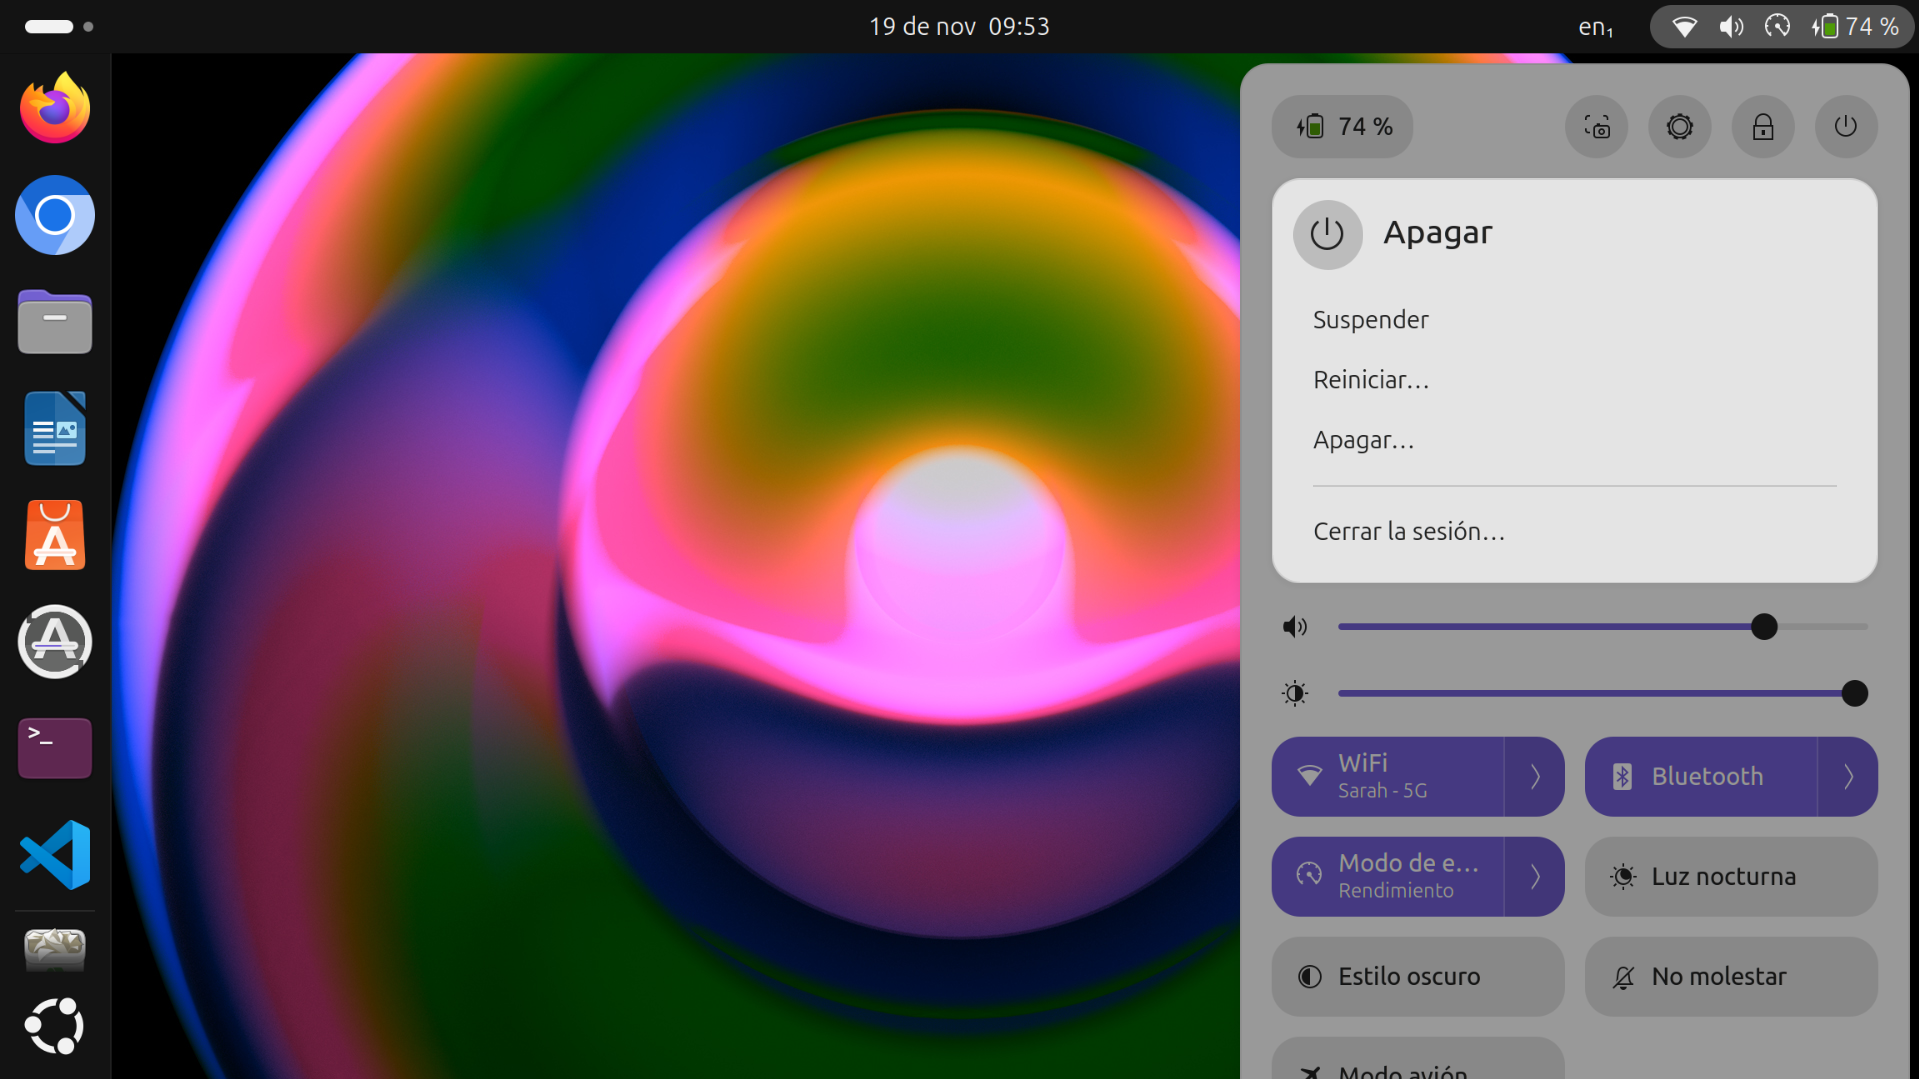 19 de nov 09:53
en₁
74 %
74 %
Apagar
Suspender
Reiniciar…
Apagar…
Cerrar la sesión…
WiFi
Sarah - 5G
Bluetooth
Modo de e…
Rendimiento
Luz nocturna
Estilo oscuro
No molestar
Modo avión